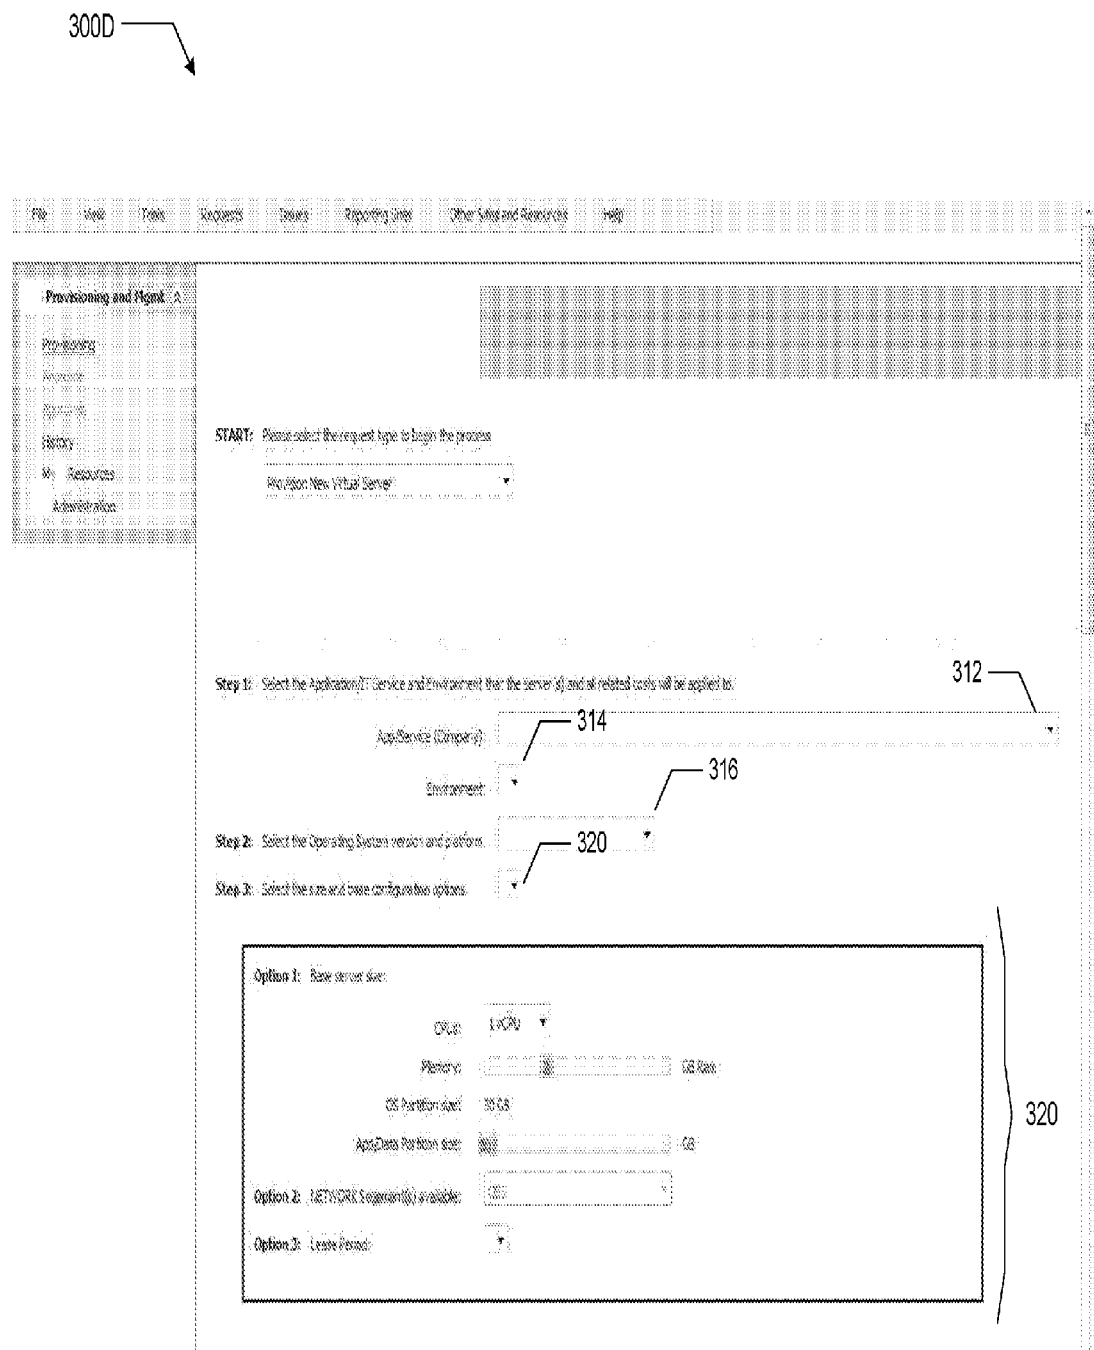 300D
File View Tools Requests Issues Reporting Lines Other Sites and Resources Help
Provisioning and Mgmt
Provisioning
History
My Resources
Administration
START: Please select the request type to begin the process
Provision New Virtual Server
312
Step 1: Select the Application/IT Service and Environment that the server(s) and all related costs will be applied to.
314
App/Service (Company):
316
Environment:
320
Step 2: Select the Operating System version and platform.
Step 3: Select the size and base configuration options.
Option 1: Base server size:
CPUs: 1 vCPU
Memory: GB Ram
OS Partition size: GB
320
App/Data Partition size: GB
Option 2: NETWORK Segment(s) available:
Option 3: Lease Period: